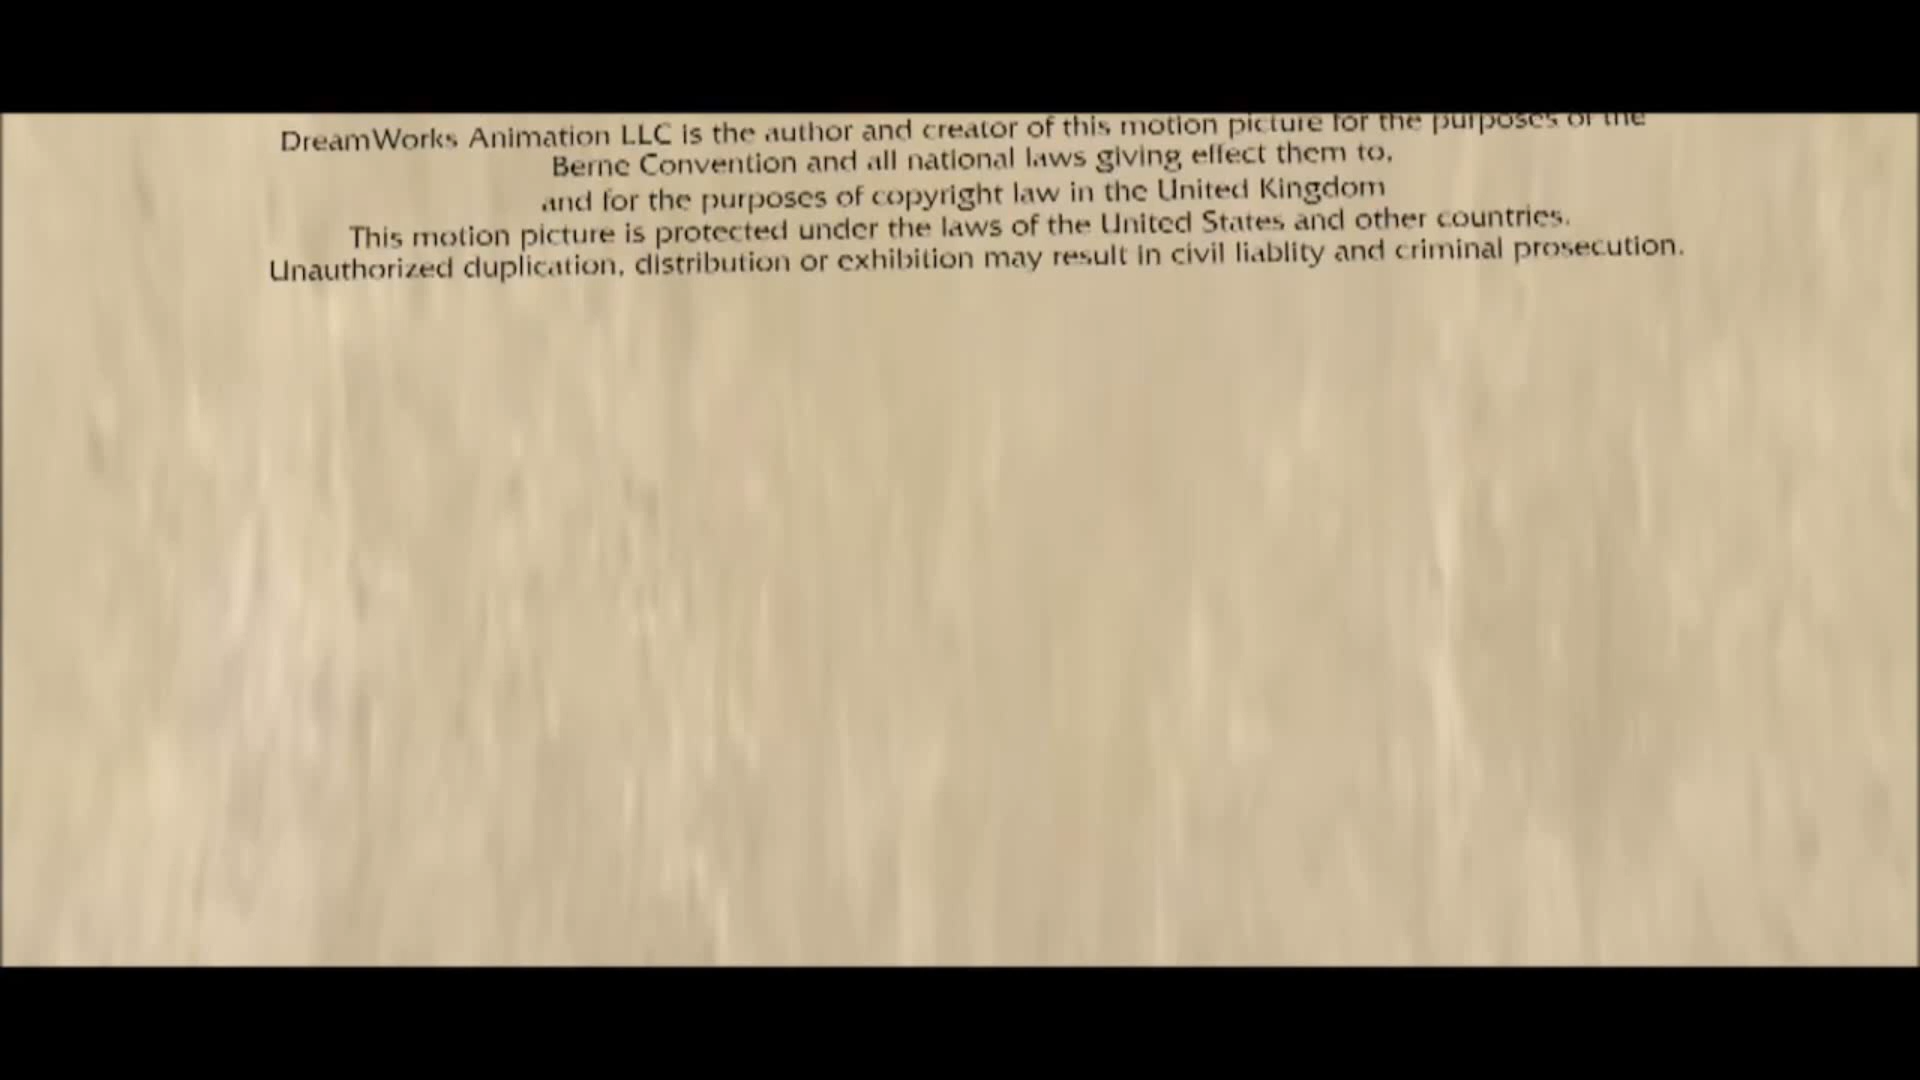 DreamWorks Animation LLC is the author and creator of this motion picture for the purposes of the
Berne Convention and all national laws giving effect them to,
and for the purposes of copyright law in the United Kingdom
This motion picture is protected under the laws of the United States and other countries.
Unauthorized duplication, distribution or exhibition may result in civil liablity and criminal prosecution.